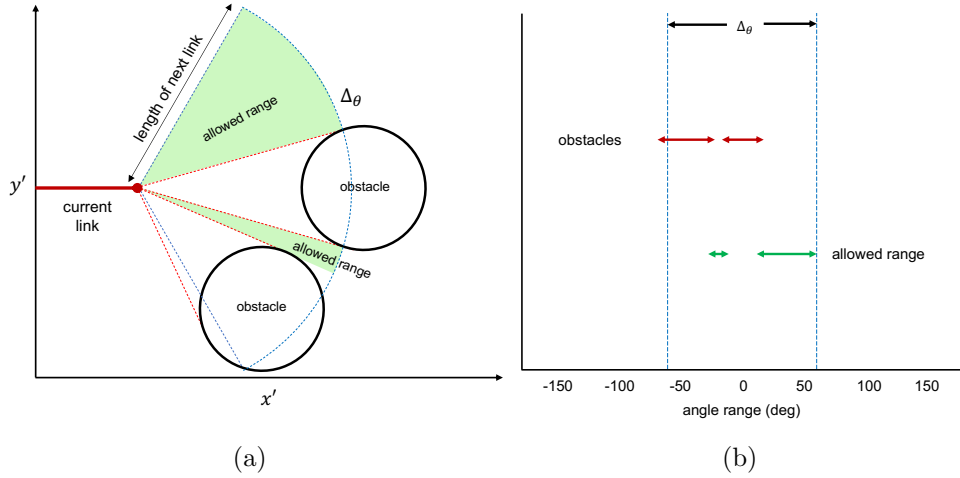 length of next link
allowed range
Δθ
y′
current
link
obstacle
allowed range
obstacle
x′
(a)
Δθ
obstacles
allowed range
-150 -100 -50 0 50 100 150
angle range (deg)
(b)